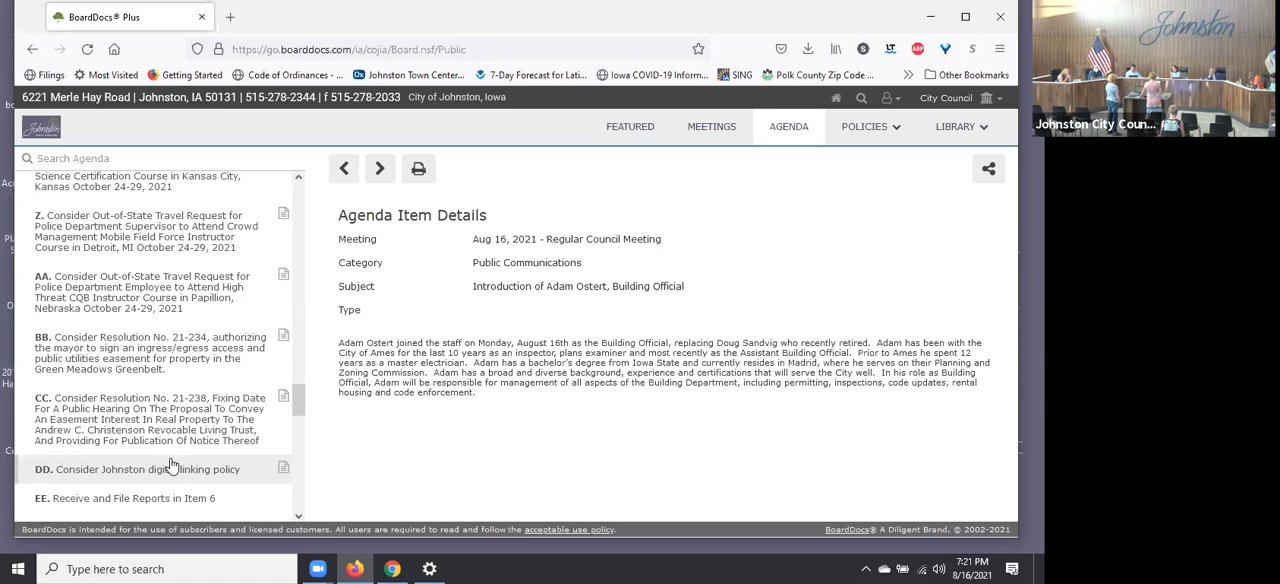 BoardDocs® Plus
https://go.boarddocs.com/ia/cojia/Board.nsf/Public
Filings
Most Visited
Getting Started
Code of Ordinances - ...
Johnston Town Center...
7-Day Forecast for Lati...
Iowa COVID-19 Inform...
SING
Polk County Zip Code ...
Other Bookmarks
6221 Merle Hay Road | Johnston, IA 50131 | 515-278-2344 | f 515-278-2033 City of Johnston, Iowa
City Council
Johnston
FEATURED
MEETINGS
AGENDA
POLICIES
LIBRARY
Search Agenda
Science Certification Course in Kansas City,
Kansas October 24-29, 2021
Z. Consider Out-of-State Travel Request for
Police Department Supervisor to Attend Crowd
Management Mobile Field Force Instructor
Course in Detroit, MI October 24-29, 2021
AA. Consider Out-of-State Travel Request for
Police Department Employee to Attend High
Threat CQB Instructor Course in Papillion,
Nebraska October 24-29, 2021
BB. Consider Resolution No. 21-234, authorizing
the mayor to sign an ingress/egress access and
public utilities easement for property in the
Green Meadows Greenbelt.
CC. Consider Resolution No. 21-238, Fixing Date
For A Public Hearing On The Proposal To Convey
An Easement Interest In Real Property To The
Andrew C. Christenson Revocable Living Trust,
And Providing For Publication Of Notice Thereof
DD. Consider Johnston digital linking policy
EE. Receive and File Reports in Item 6
Agenda Item Details
Meeting Aug 16, 2021 - Regular Council Meeting
Category Public Communications
Subject Introduction of Adam Ostert, Building Official
Type
Adam Ostert joined the staff on Monday, August 16th as the Building Official, replacing Doug Sandvig who recently retired. Adam has been with the
City of Ames for the last 10 years as an inspector, plans examiner and most recently as the Assistant Building Official. Prior to Ames he spent 12
years as a master electrician. Adam has a bachelor's degree from Iowa State and currently resides in Madrid, where he serves on their Planning and
Zoning Commission. Adam has a broad and diverse background, experience and certifications that will serve the City well. In his role as Building
Official, Adam will be responsible for management of all aspects of the Building Department, including permitting, inspections, code updates, rental
housing and code enforcement.
BoardDocs is intended for the use of subscribers and licensed customers. All users are required to read and follow the acceptable use policy.
BoardDocs® A Diligent Brand, © 2002-2021
Type here to search
7:21 PM
8/16/2021
Johnston
Johnston City Coun...